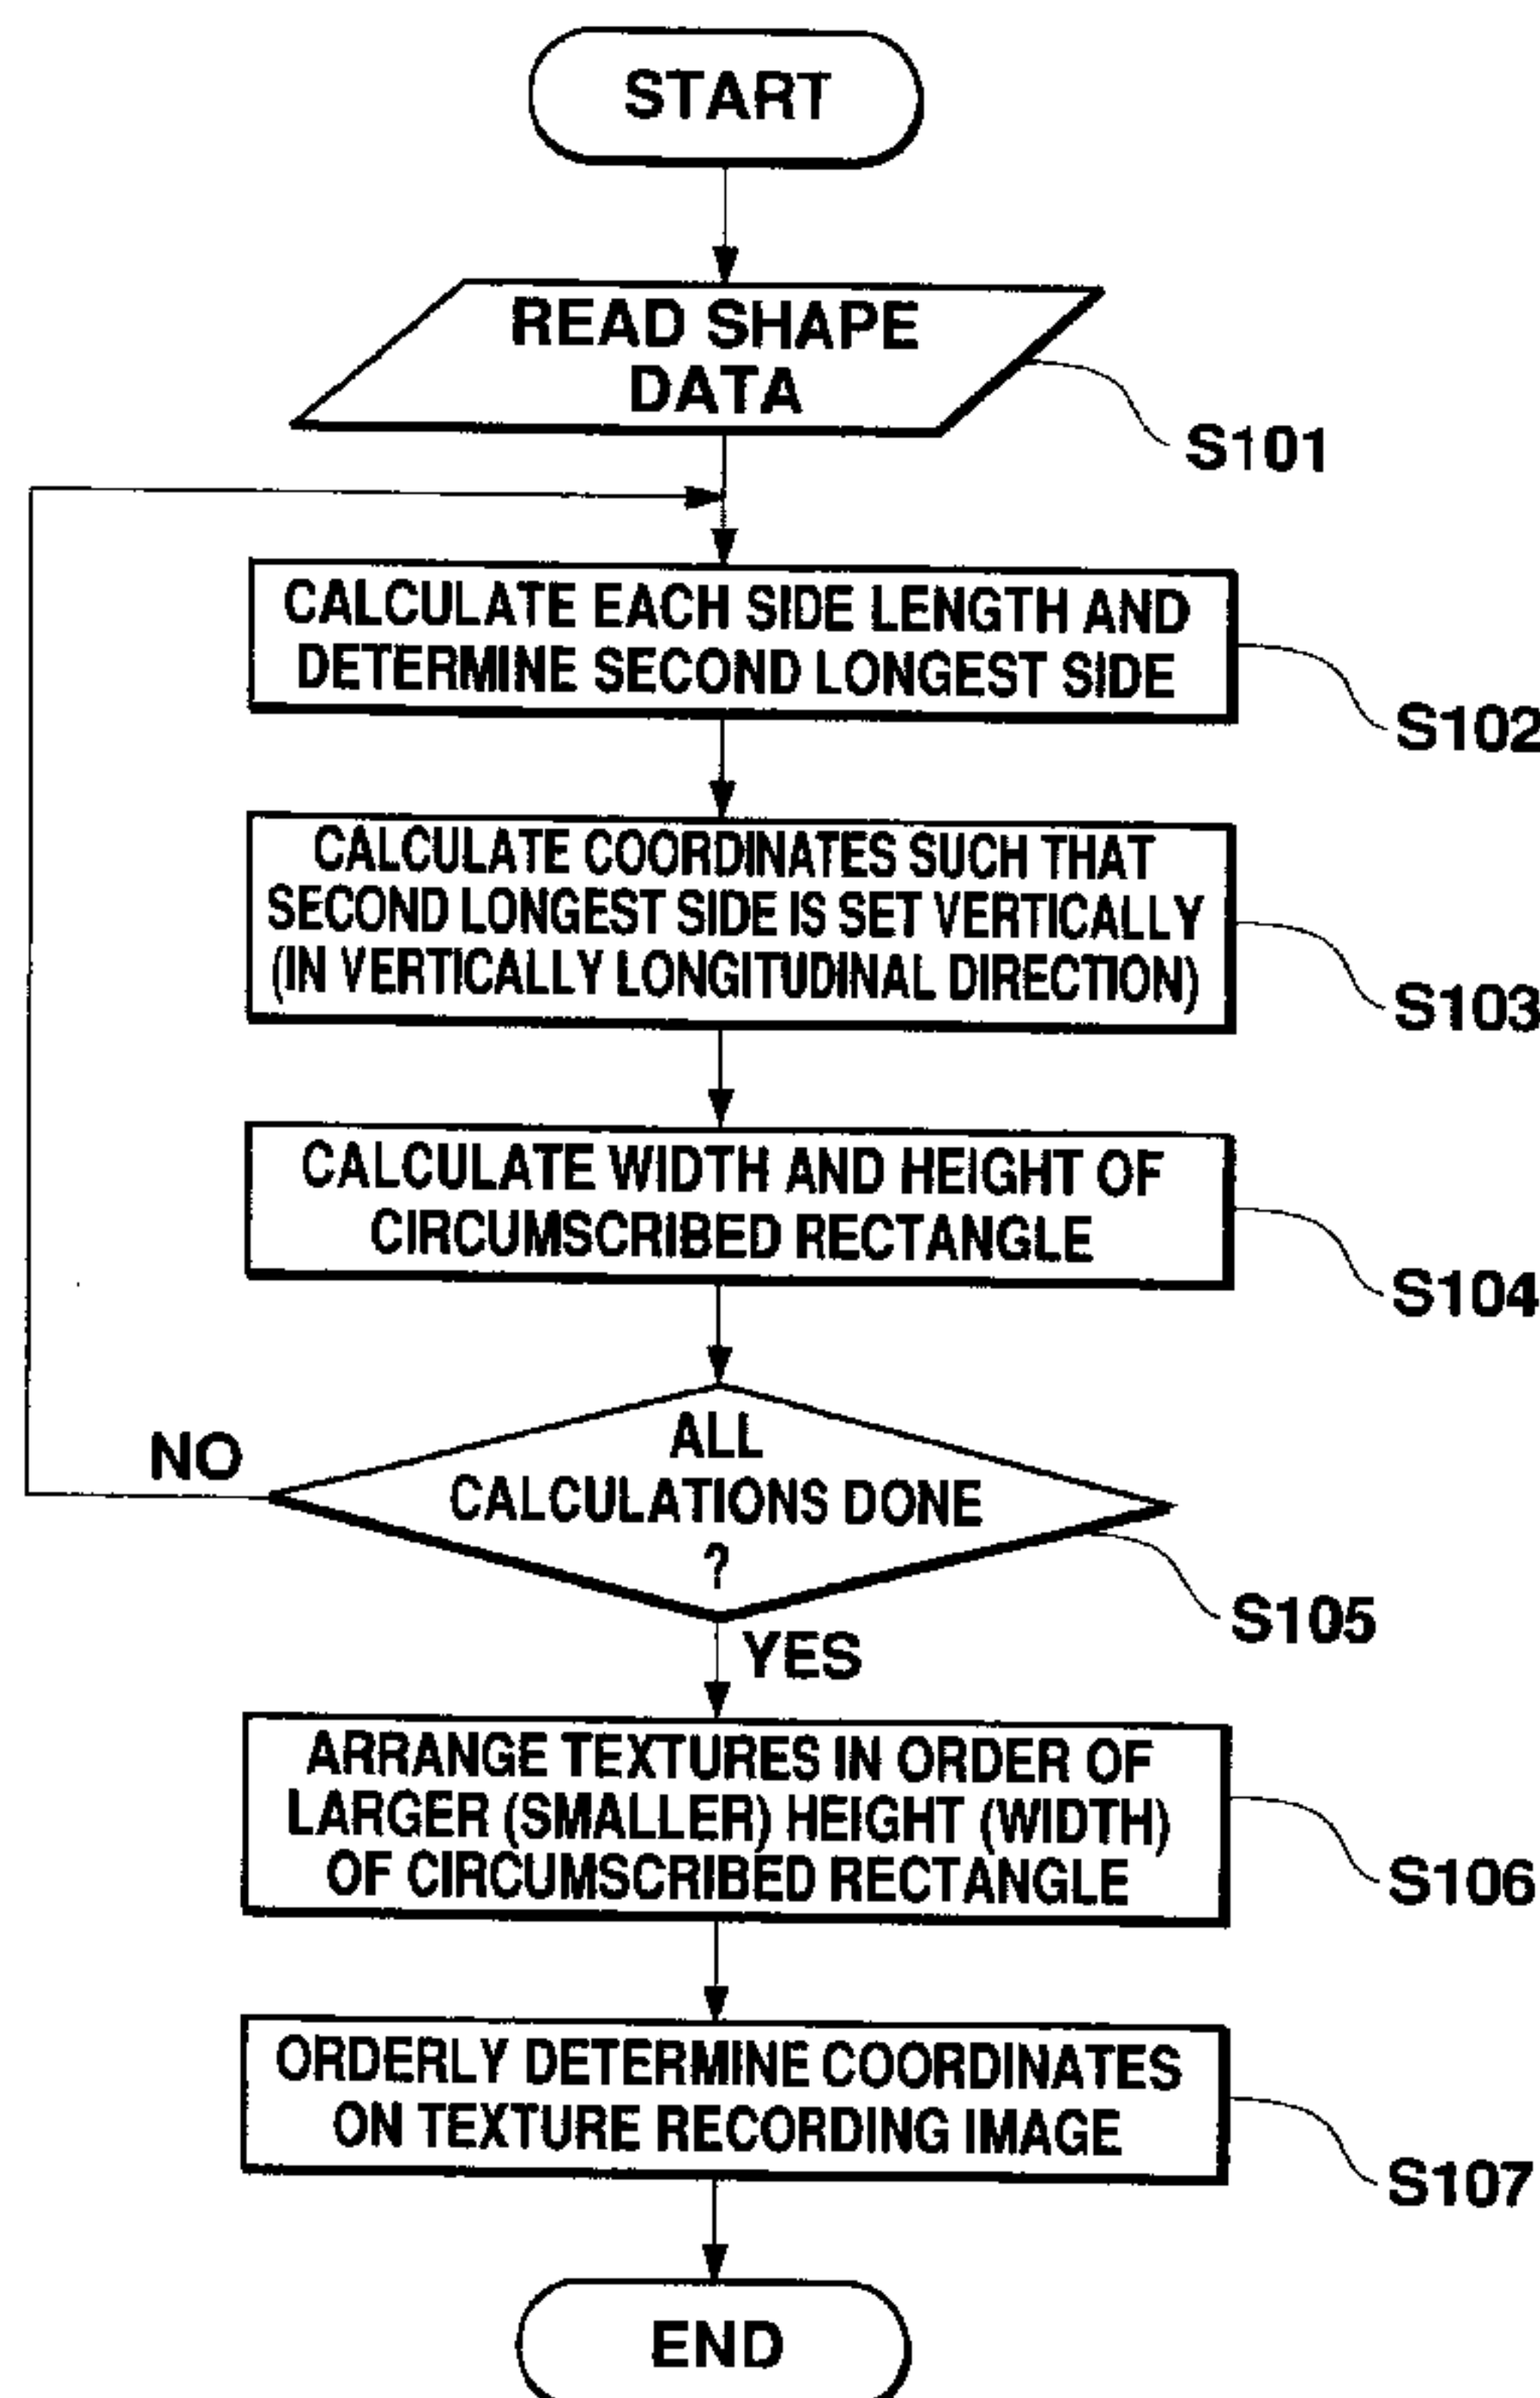 START
READ SHAPE
DATA
S101
CALCULATE EACH SIDE LENGTH AND
DETERMINE SECOND LONGEST SIDE
S102
CALCULATE COORDINATES SUCH THAT
SECOND LONGEST SIDE IS SET VERTICALLY
(IN VERTICALLY LONGITUDINAL DIRECTION)
S103
CALCULATE WIDTH AND HEIGHT OF
CIRCUMSCRIBED RECTANGLE
S104
NO
ALL
CALCULATIONS DONE
?
S105
YES
ARRANGE TEXTURES IN ORDER OF
LARGER (SMALLER) HEIGHT (WIDTH)
OF CIRCUMSCRIBED RECTANGLE
S106
ORDERLY DETERMINE COORDINATES
ON TEXTURE RECORDING IMAGE
S107
END